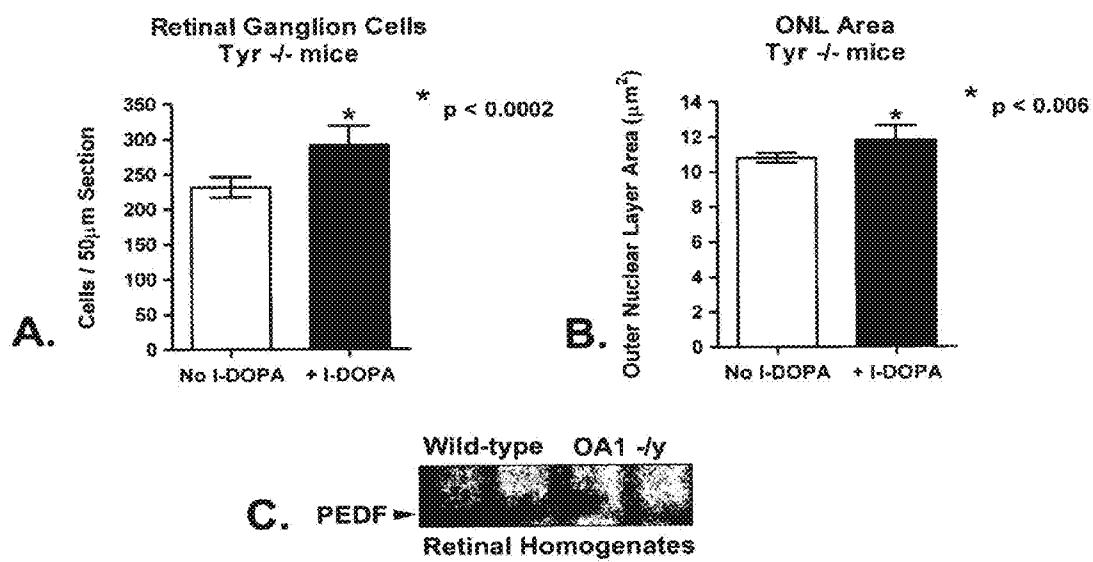 Retinal Ganglion Cells
Tyr -/- mice
* p < 0.0002
*
350
300
250
200
150
100
50
0
Cells / 50µm Section
No l-DOPA + l-DOPA
A.
ONL Area
Tyr -/- mice
* p < 0.006
*
14
12
10
8
6
4
2
0
Outer Nuclear Layer Area (µm²)
No l-DOPA + l-DOPA
B.
Wild-type OA1 -/y
C. PEDF
Retinal Homogenates